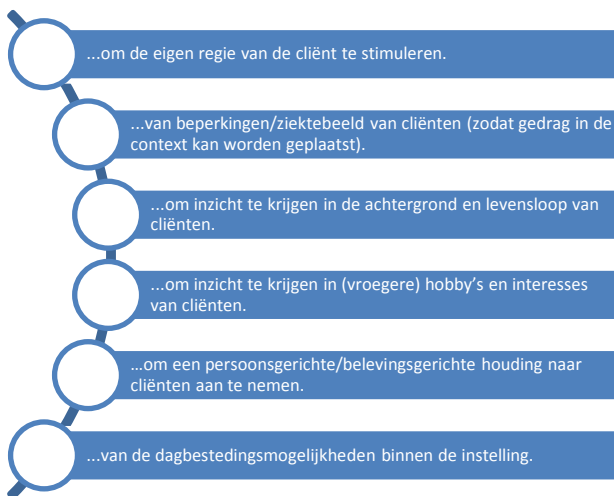 ...om de eigen regie van de cliënt te stimuleren.
...van beperkingen/ziektebeeld van cliënten (zodat gedrag in de
context kan worden geplaatst).
...om inzicht te krijgen in de achtergrond en levensloop van
cliënten.
...om inzicht te krijgen in (vroegere) hobby's en interesses
van cliënten.
...om een persoonsgerichte/belevingsgerichte houding naar
cliënten aan te nemen.
...van de dagbestedingsmogelijkheden binnen de instelling.